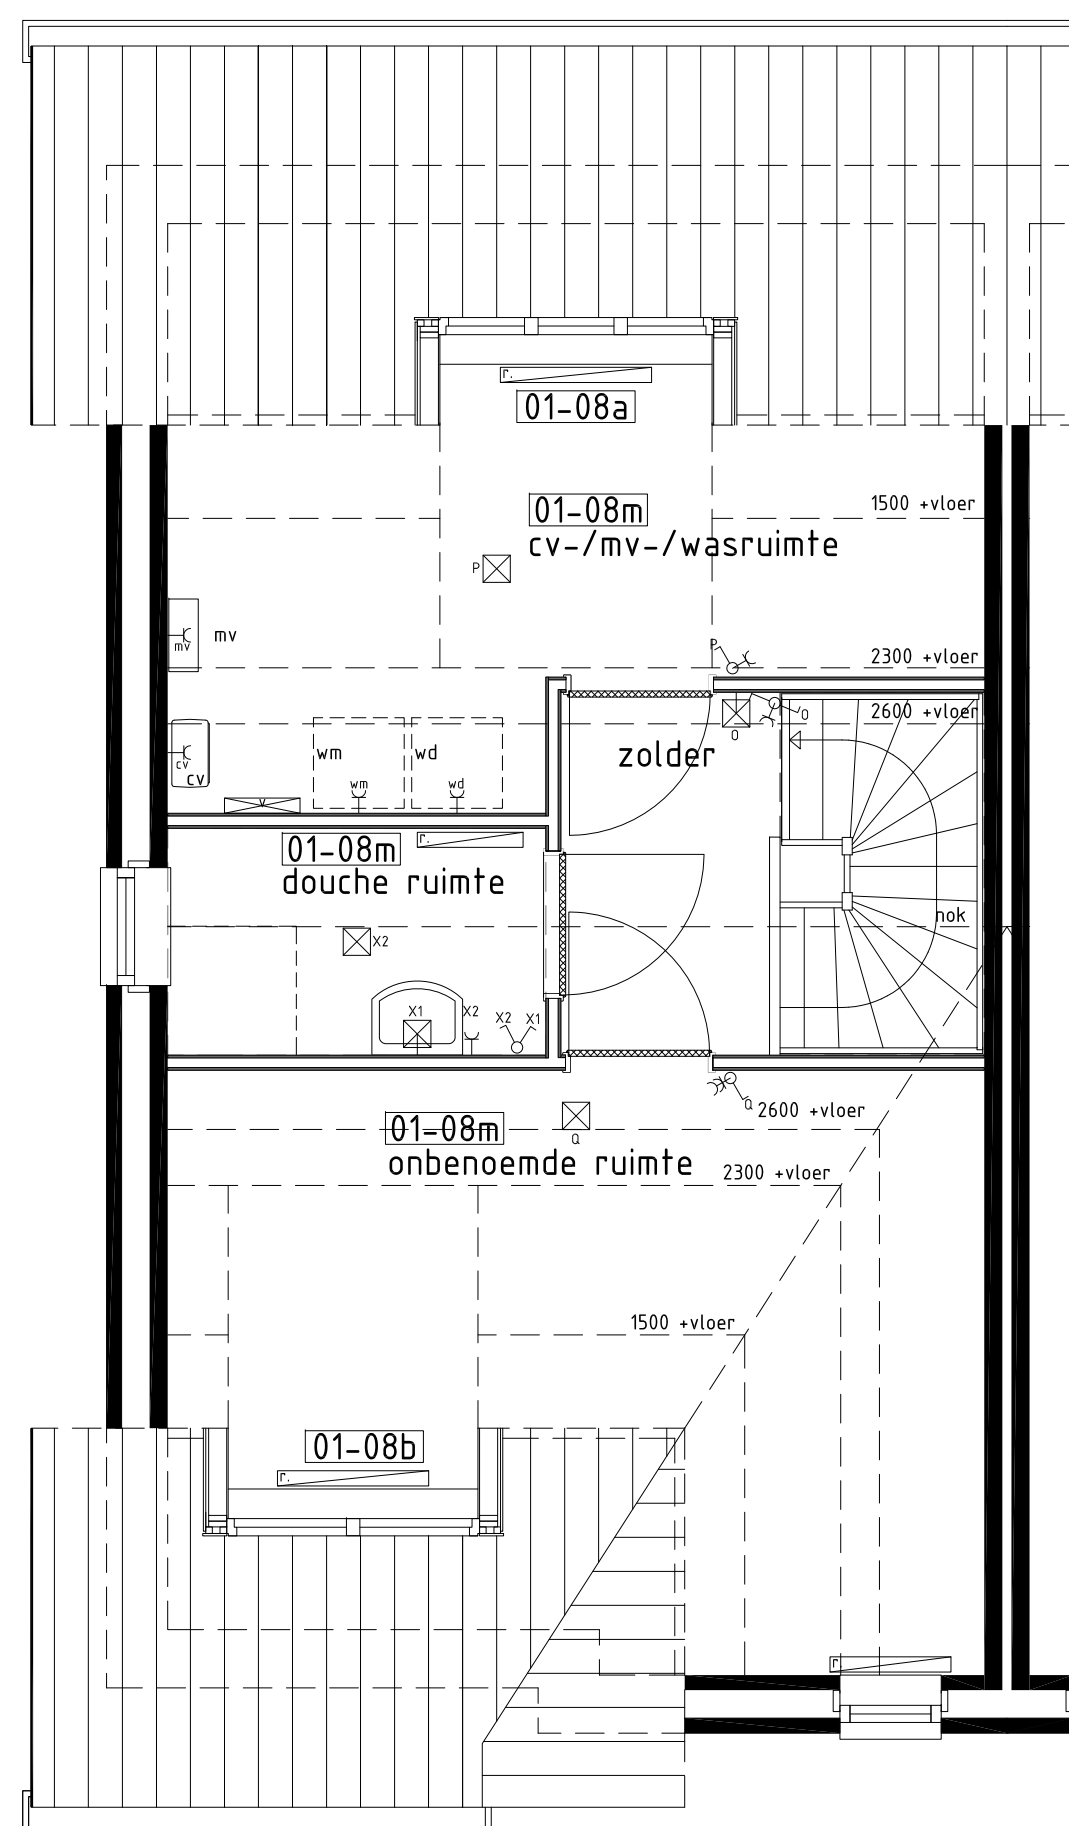 r.
01-08a
01-08m
1500 +vloer
cv-/mv-/wasruimte
P
mv
mv
P
2300 +vloer
2600 +vloer
O
O
zolder
wm
wd
cv
cv
wm
wd
v
r.
01-08m
douche ruimte
nok
X2
X1
X2
X2
X1
Q
2600 +vloer
01-08m
Q
onbenoemde ruimte
2300 +vloer
1500 +vloer
01-08b
r.
r